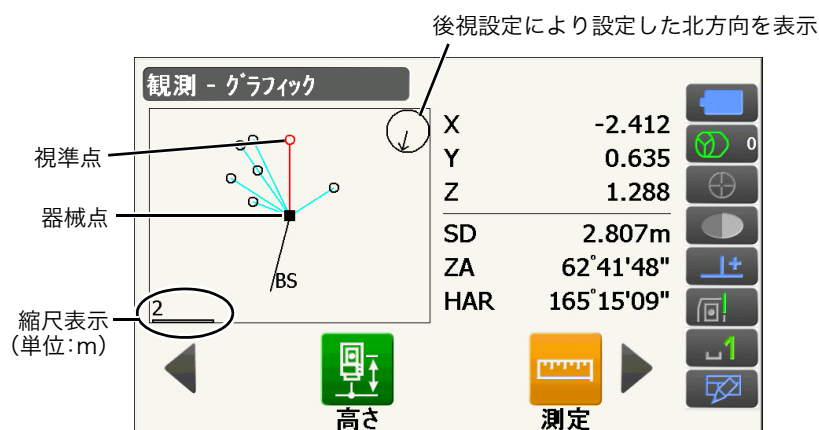 後視設定により設定した北方向を表示
観測 - グラフィック
視準点
器械点
BS
2
縮尺表示
(単位:m)
X -2.412
Y 0.635
Z 1.288
SD 2.807m
ZA 62°41'48"
HAR 165°15'09"
0
1
高さ
測定